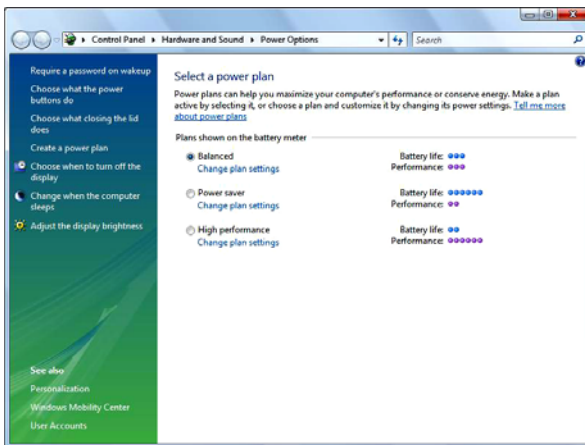 Control Panel ▸ Hardware and Sound ▸ Power Options
Search
Require a password on wakeup
Choose what the power
buttons do
Choose what closing the lid
does
Create a power plan
Choose when to turn off the
display
Change when the computer
sleeps
Adjust the display brightness
See also
Personalization
Windows Mobility Center
User Accounts
Select a power plan
Power plans can help you maximize your computer's performance or conserve energy. Make a plan
active by selecting it, or choose a plan and customize it by changing its power settings. Tell me more
about power plans
Plans shown on the battery meter
Balanced Battery life:
Change plan settings Performance:
Power saver Battery life:
Change plan settings Performance:
High performance Battery life:
Change plan settings Performance: